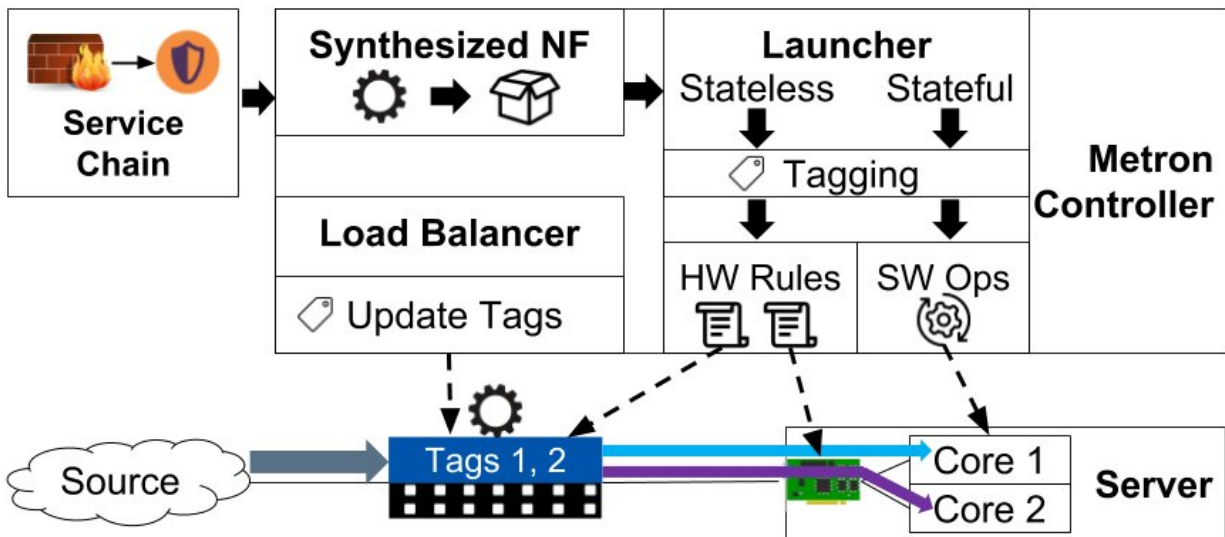 Service
Chain
Synthesized NF
Launcher
Stateless Stateful
Tagging
HW Rules
SW Ops
Metron
Controller
Load Balancer
Update Tags
Source
Tags 1, 2
Core 1
Core 2
Server